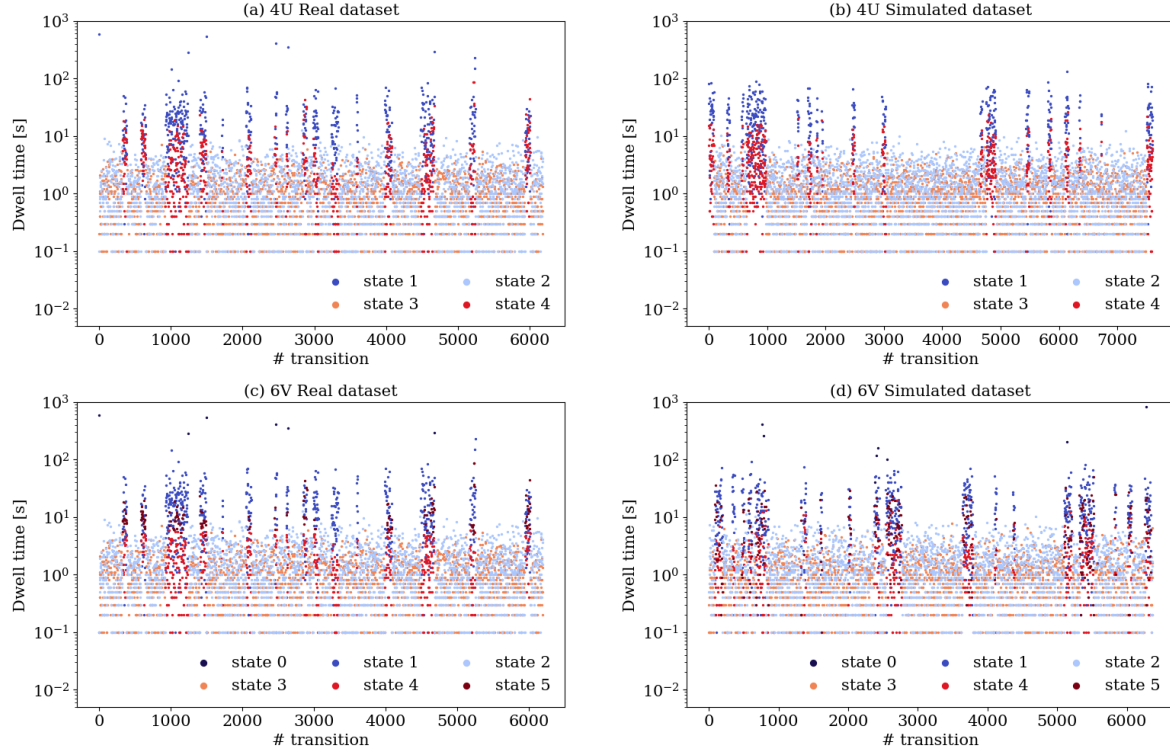 (a) 4U Real dataset
10³
10²
10¹
10⁰
10⁻¹
10⁻²
Dwell time [s]
state 1 state 2
state 3 state 4
0 1000 2000 3000 4000 5000 6000
# transition
(b) 4U Simulated dataset
10³
10²
10¹
10⁰
10⁻¹
10⁻²
Dwell time [s]
state 1 state 2
state 3 state 4
0 1000 2000 3000 4000 5000 6000 7000
# transition
(c) 6V Real dataset
10³
10²
10¹
10⁰
10⁻¹
10⁻²
Dwell time [s]
state 0 state 1 state 2
state 3 state 4 state 5
0 1000 2000 3000 4000 5000 6000
# transition
(d) 6V Simulated dataset
10³
10²
10¹
10⁰
10⁻¹
10⁻²
Dwell time [s]
state 0 state 1 state 2
state 3 state 4 state 5
0 1000 2000 3000 4000 5000 6000
# transition